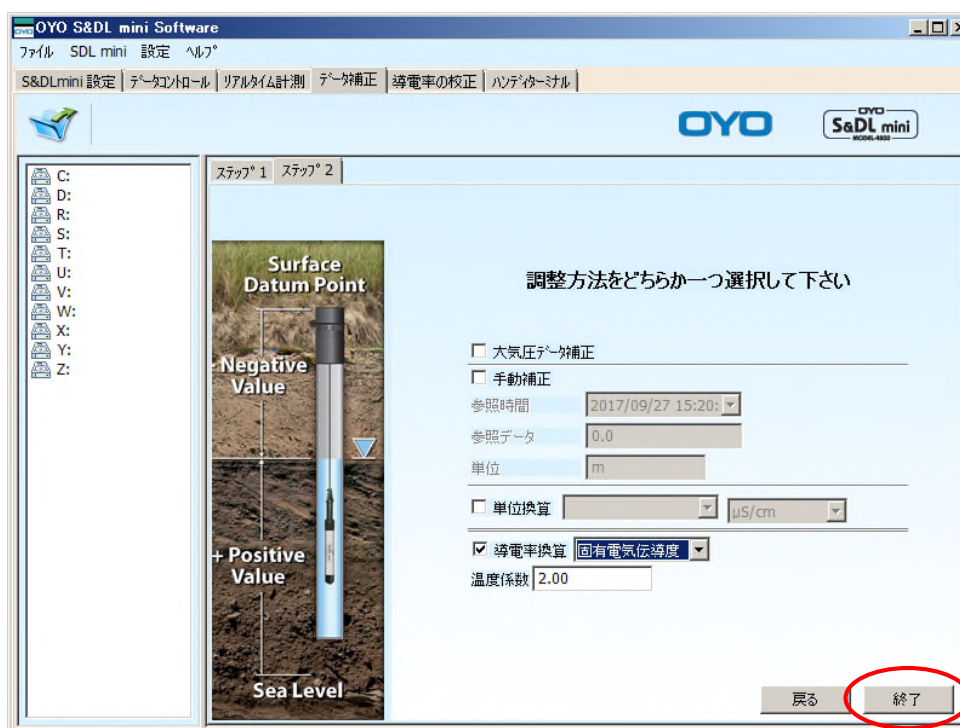 OYO S&DL mini Software
ファイル SDL mini 設定 ヘルプ
S&DLmini 設定 データコントロール リアルタイム計測 データ補正 導電率の校正 ハンディターミナル
OYO
OYO
S&DL mini
MODEL-4800
C:
D:
R:
S:
T:
U:
V:
W:
X:
Y:
Z:
ステップ 1 ステップ 2
Surface
Datum Point
Negative
Value
+ Positive
Value
Sea Level
調整方法をどちらか一つ選択して下さい
大気圧データ補正
手動補正
参照時間 2017/09/27 15:20:
参照データ 0.0
単位 m
単位換算 µS/cm
導電率換算 固有電気伝導度
温度係数 2.00
戻る 終了